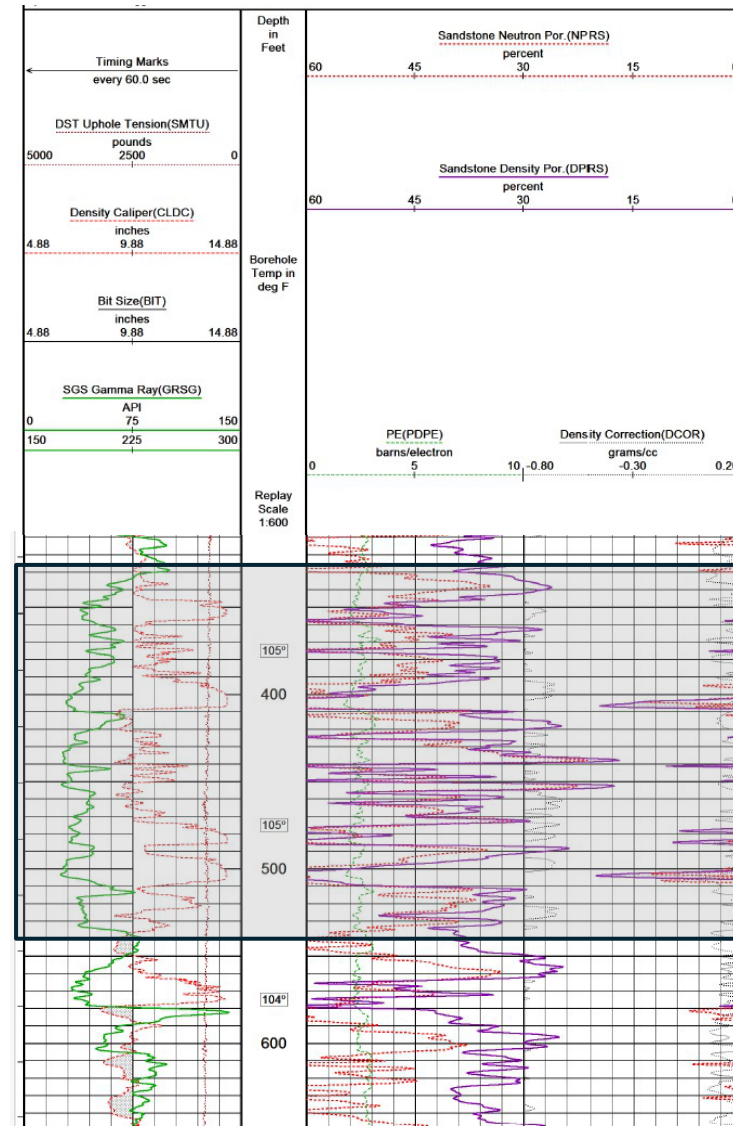 Timing Marks
every 60.0 sec
DST Uphole Tension(SMTU)
pounds
5000 2500 0
Density Caliper(CLDC)
inches
4.88 9.88 14.88
Bit Size(BIT)
inches
4.88 9.88 14.88
SGS Gamma Ray(GRSG)
API
0 75 150
150 225 300
Depth
in
Feet
Borehole
Temp in
deg F
Replay
Scale
1:600
Sandstone Neutron Por.(NPRS)
percent
60 45 30 15
Sandstone Density Por.(DPRS)
percent
60 45 30 15
PE(PDPE)
barns/electron
0 5 10
Density Correction(DCOR)
grams/cc
-0.80 -0.30 0.20
105°
400
105°
500
104°
600